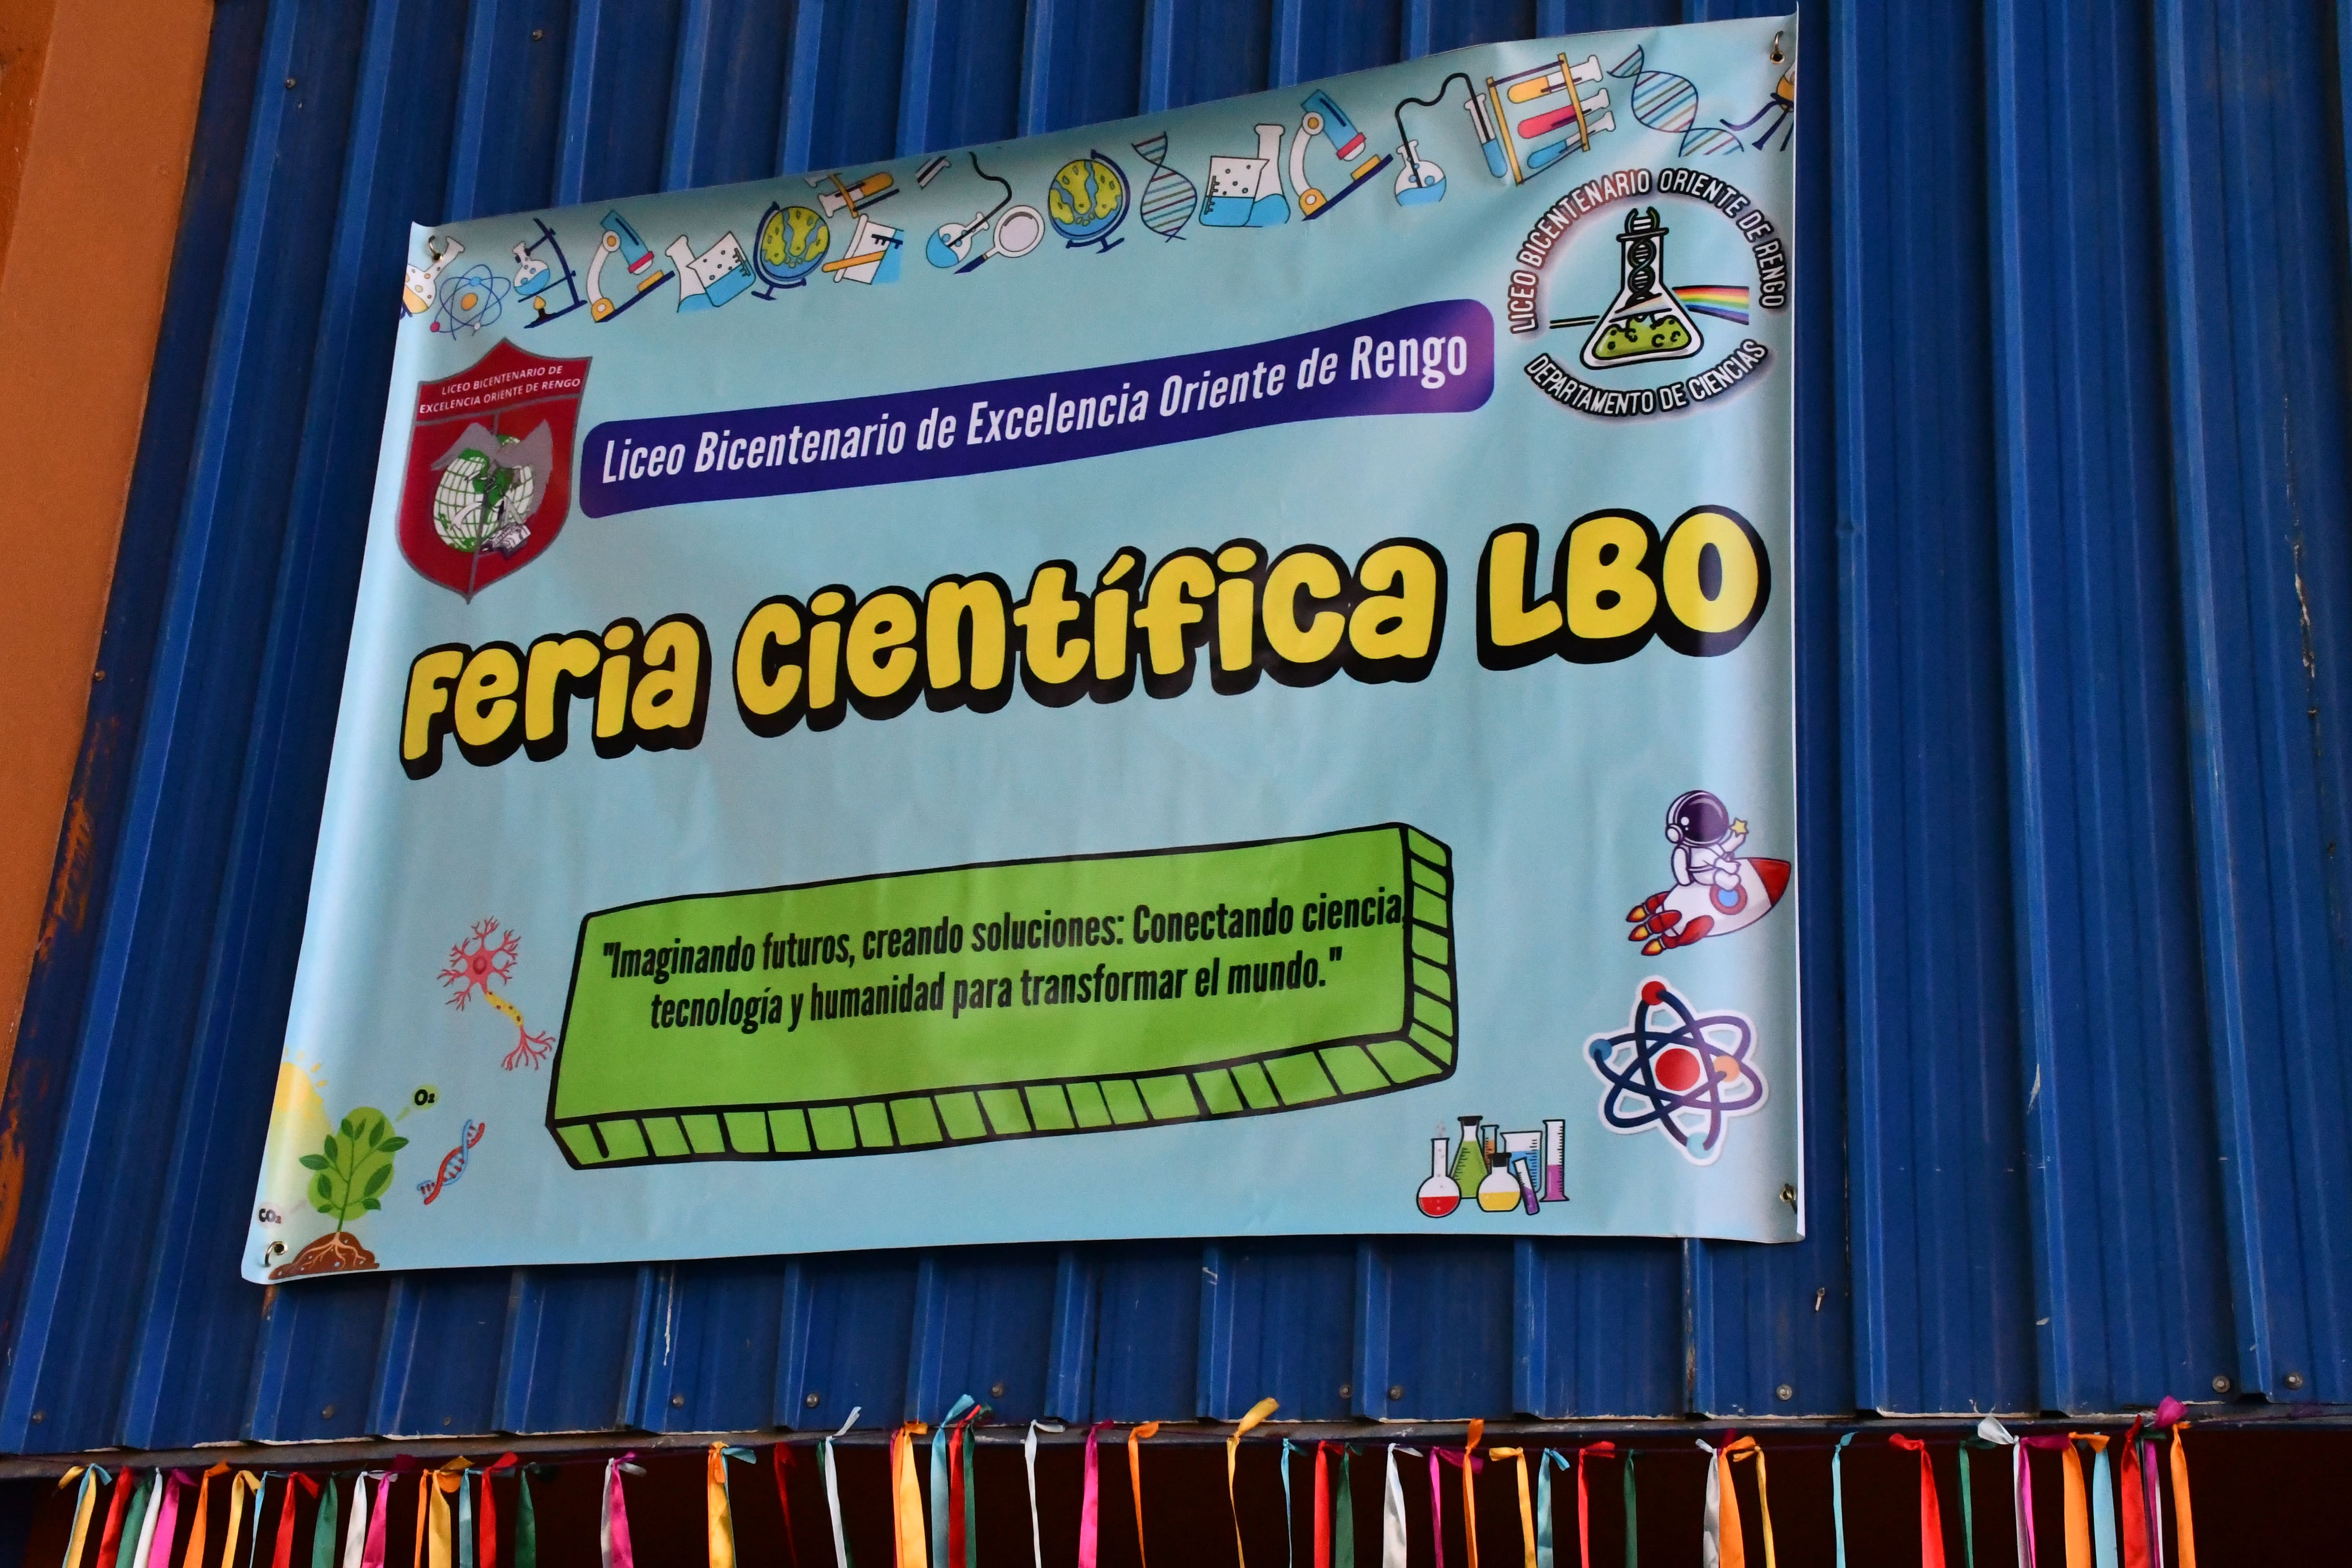 LICEO BICENTENARIO ORIENTE DE RENGO
DEPARTAMENTO DE CIENCIAS
LICEO BICENTENARIO DE
EXCELENCIA ORIENTE DE RENGO
Liceo Bicentenario de Excelencia Oriente de Rengo
Feria Científica LBO
"Imaginando futuros, creando soluciones: Conectando ciencia,
tecnología y humanidad para transformar el mundo."
O₂
CO₂